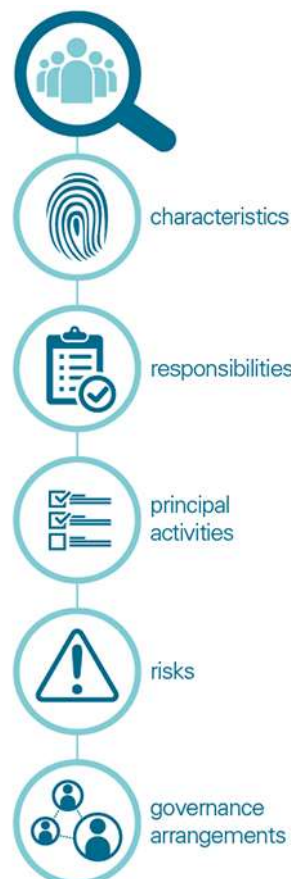 characteristics
responsibilities
principal
activities
risks
governance
arrangements